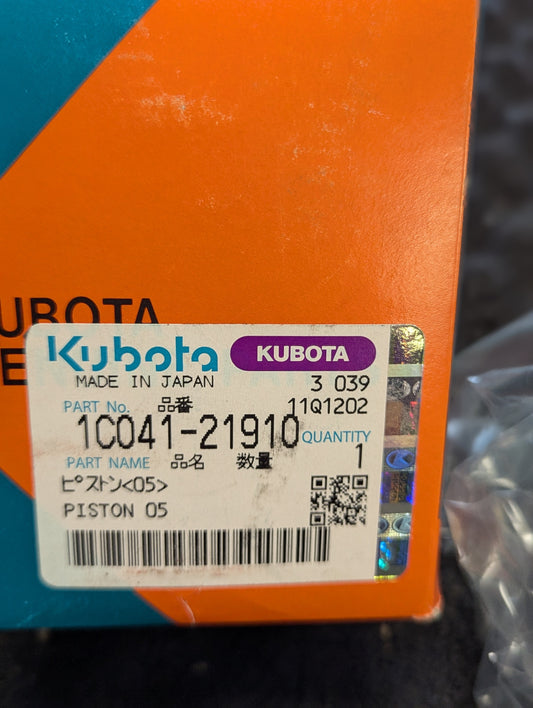 UBOTA
E
Kubota KUBOTA
MADE IN JAPAN 3 039
PART No. 品番 11Q1202
1C041-21910
QUANTITY
PART NAME 品名 数量 1
ピストン<05>
PISTON 05